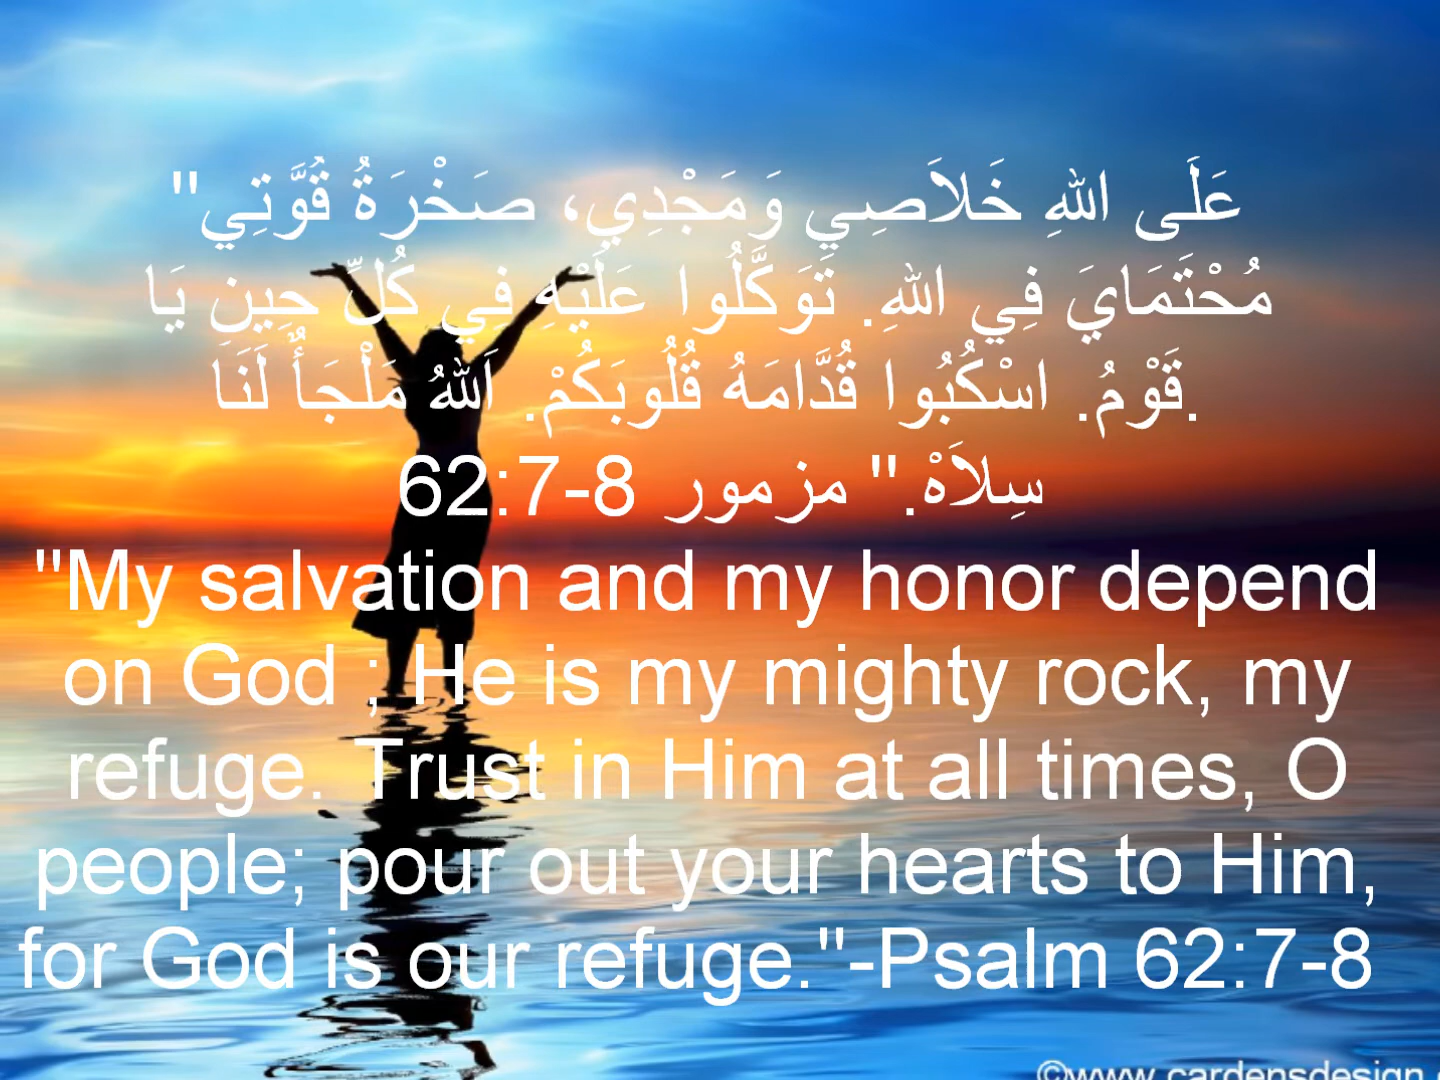 عَلَى اللهِ خَلاَصِي وَمَجْدِي، صَخْرَةُ قُوَّتِي"
مُحْتَمَايَ فِي اللهِ. تَوَكَّلُوا عَلَيْهِ فِي كُلِّ حِينٍ يَا
قَوْمُ. اسْكُبُوا قُدَّامَهُ قُلُوبَكُمْ. اَللهُ مَلْجَأٌ لَنَا.
سِلاَهْ." مزمور 62:7-8
"My salvation and my honor depend
on God ; He is my mighty rock, my
refuge. Trust in Him at all times, O
people; pour out your hearts to Him,
for God is our refuge."-Psalm 62:7-8
©www.cardensdesign.